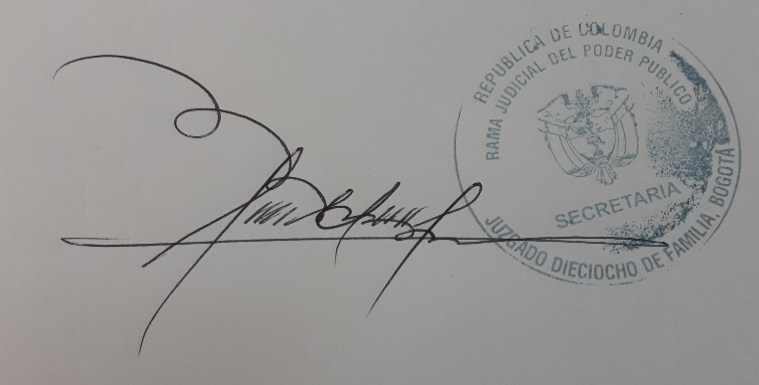 REPUBLICA DE COLOMBIA
RAMA JUDICIAL DEL PODER PUBLICO
SECRETARIA
JUZGADO DIECIOCHO DE FAMILIA, BOGOTÁ